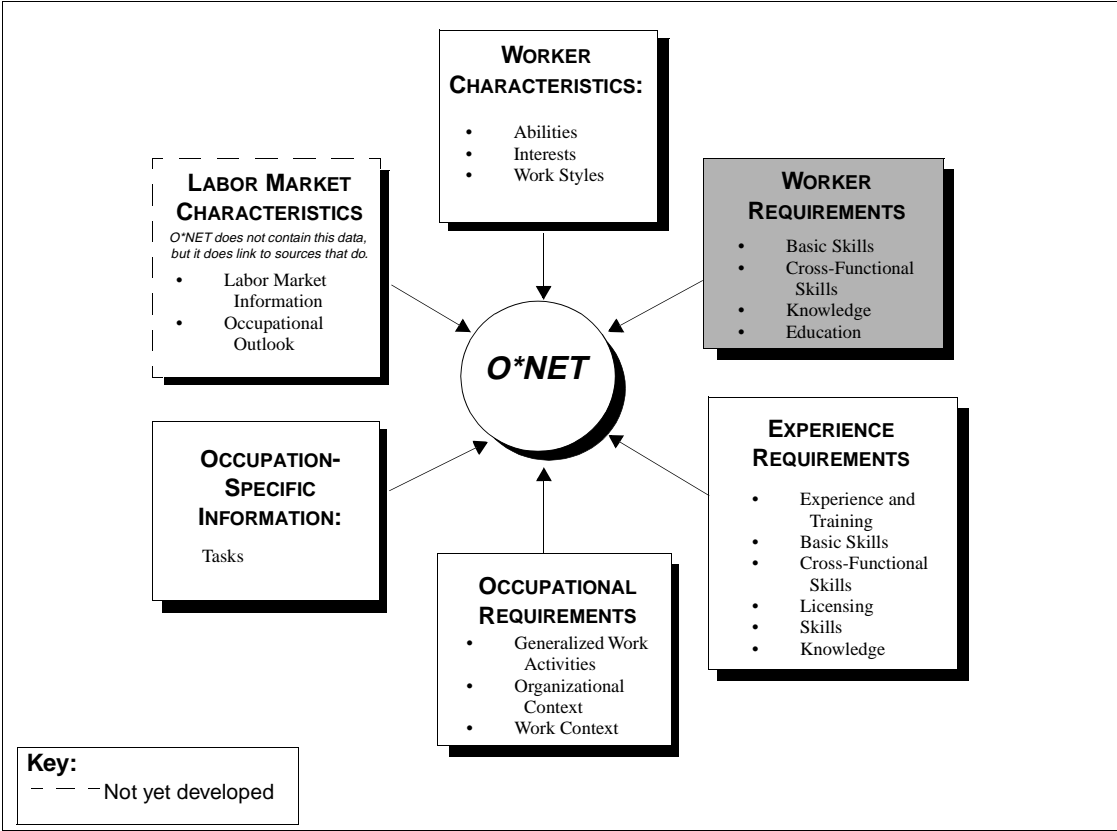 WORKER
CHARACTERISTICS:
• Abilities
• Interests
• Work Styles
LABOR MARKET
CHARACTERISTICS
O*NET does not contain this data,
but it does link to sources that do.
• Labor Market
Information
• Occupational
Outlook
WORKER
REQUIREMENTS
• Basic Skills
• Cross-Functional
Skills
• Knowledge
• Education
O*NET
OCCUPATION-
SPECIFIC
INFORMATION:
Tasks
EXPERIENCE
REQUIREMENTS
• Experience and
Training
• Basic Skills
• Cross-Functional
Skills
• Licensing
• Skills
• Knowledge
OCCUPATIONAL
REQUIREMENTS
• Generalized Work
Activities
• Organizational
Context
• Work Context
Key:
Not yet developed